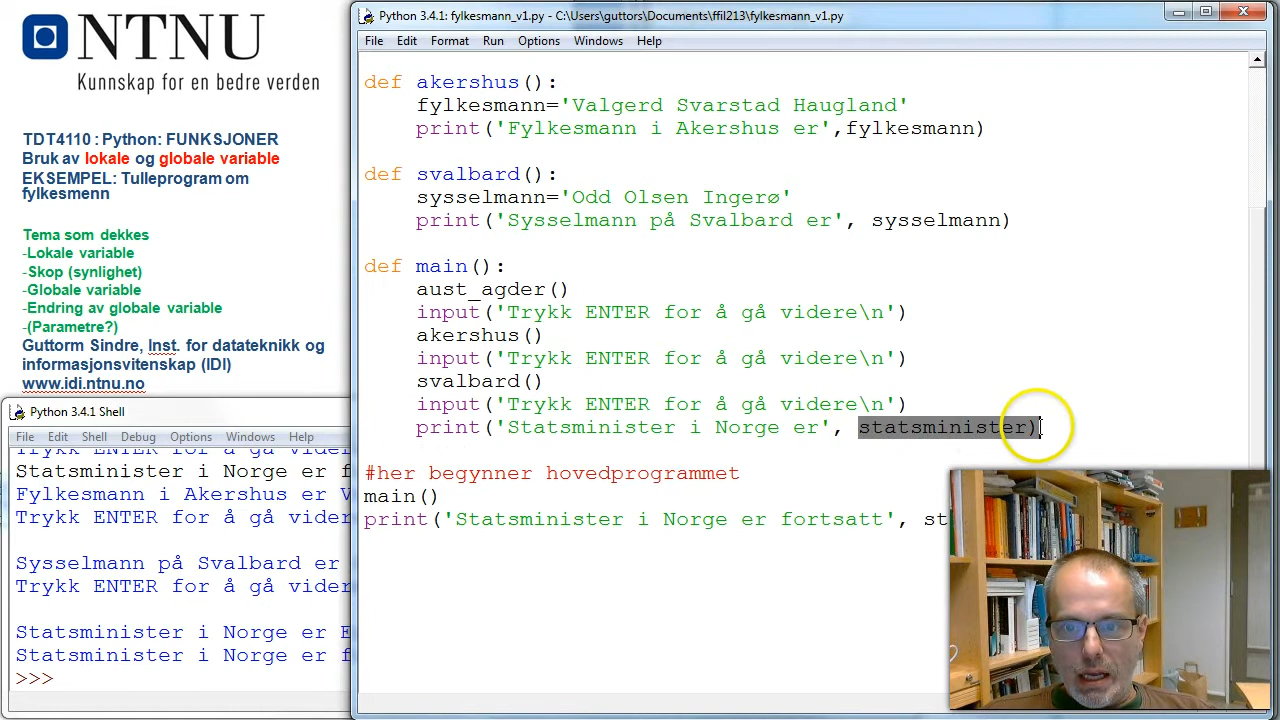 NTNU
Kunnskap for en bedre verden
TDT4110 : Python: FUNKSJONER
Bruk av lokale og globale variable
EKSEMPEL: Tulleprogram om
fylkesmenn
Tema som dekkes
-Lokale variable
-Skop (synlighet)
-Globale variable
-Endring av globale variable
-(Parametre?)
Guttorm Sindre, Inst. for datateknikk og
informasjonsvitenskap (IDI)
www.idi.ntnu.no
Python 3.4.1: fylkesmann_v1.py - C:\Users\guttors\Documents\ffil213\fylkesmann_v1.py
File Edit Format Run Options Windows Help
def akershus():
fylkesmann='Valgerd Svarstad Haugland'
print('Fylkesmann i Akershus er',fylkesmann)
def svalbard():
sysselmann='Odd Olsen Ingerø'
print('Sysselmann på Svalbard er', sysselmann)
def main():
aust_agder()
input('Trykk ENTER for å gå videre\n')
akershus()
input('Trykk ENTER for å gå videre\n')
svalbard()
input('Trykk ENTER for å gå videre\n')
print('Statsminister i Norge er', statsminister)
#her begynner hovedprogrammet
main()
print('Statsminister i Norge er fortsatt', st
Python 3.4.1 Shell
File Edit Shell Debug Options Windows Help
Trykk ENTER for å gå vider
Statsminister i Norge er f
Fylkesmann i Akershus er V
Trykk ENTER for å gå vider
Sysselmann på Svalbard er
Trykk ENTER for å gå vider
Statsminister i Norge er E
Statsminister i Norge er f
>>>